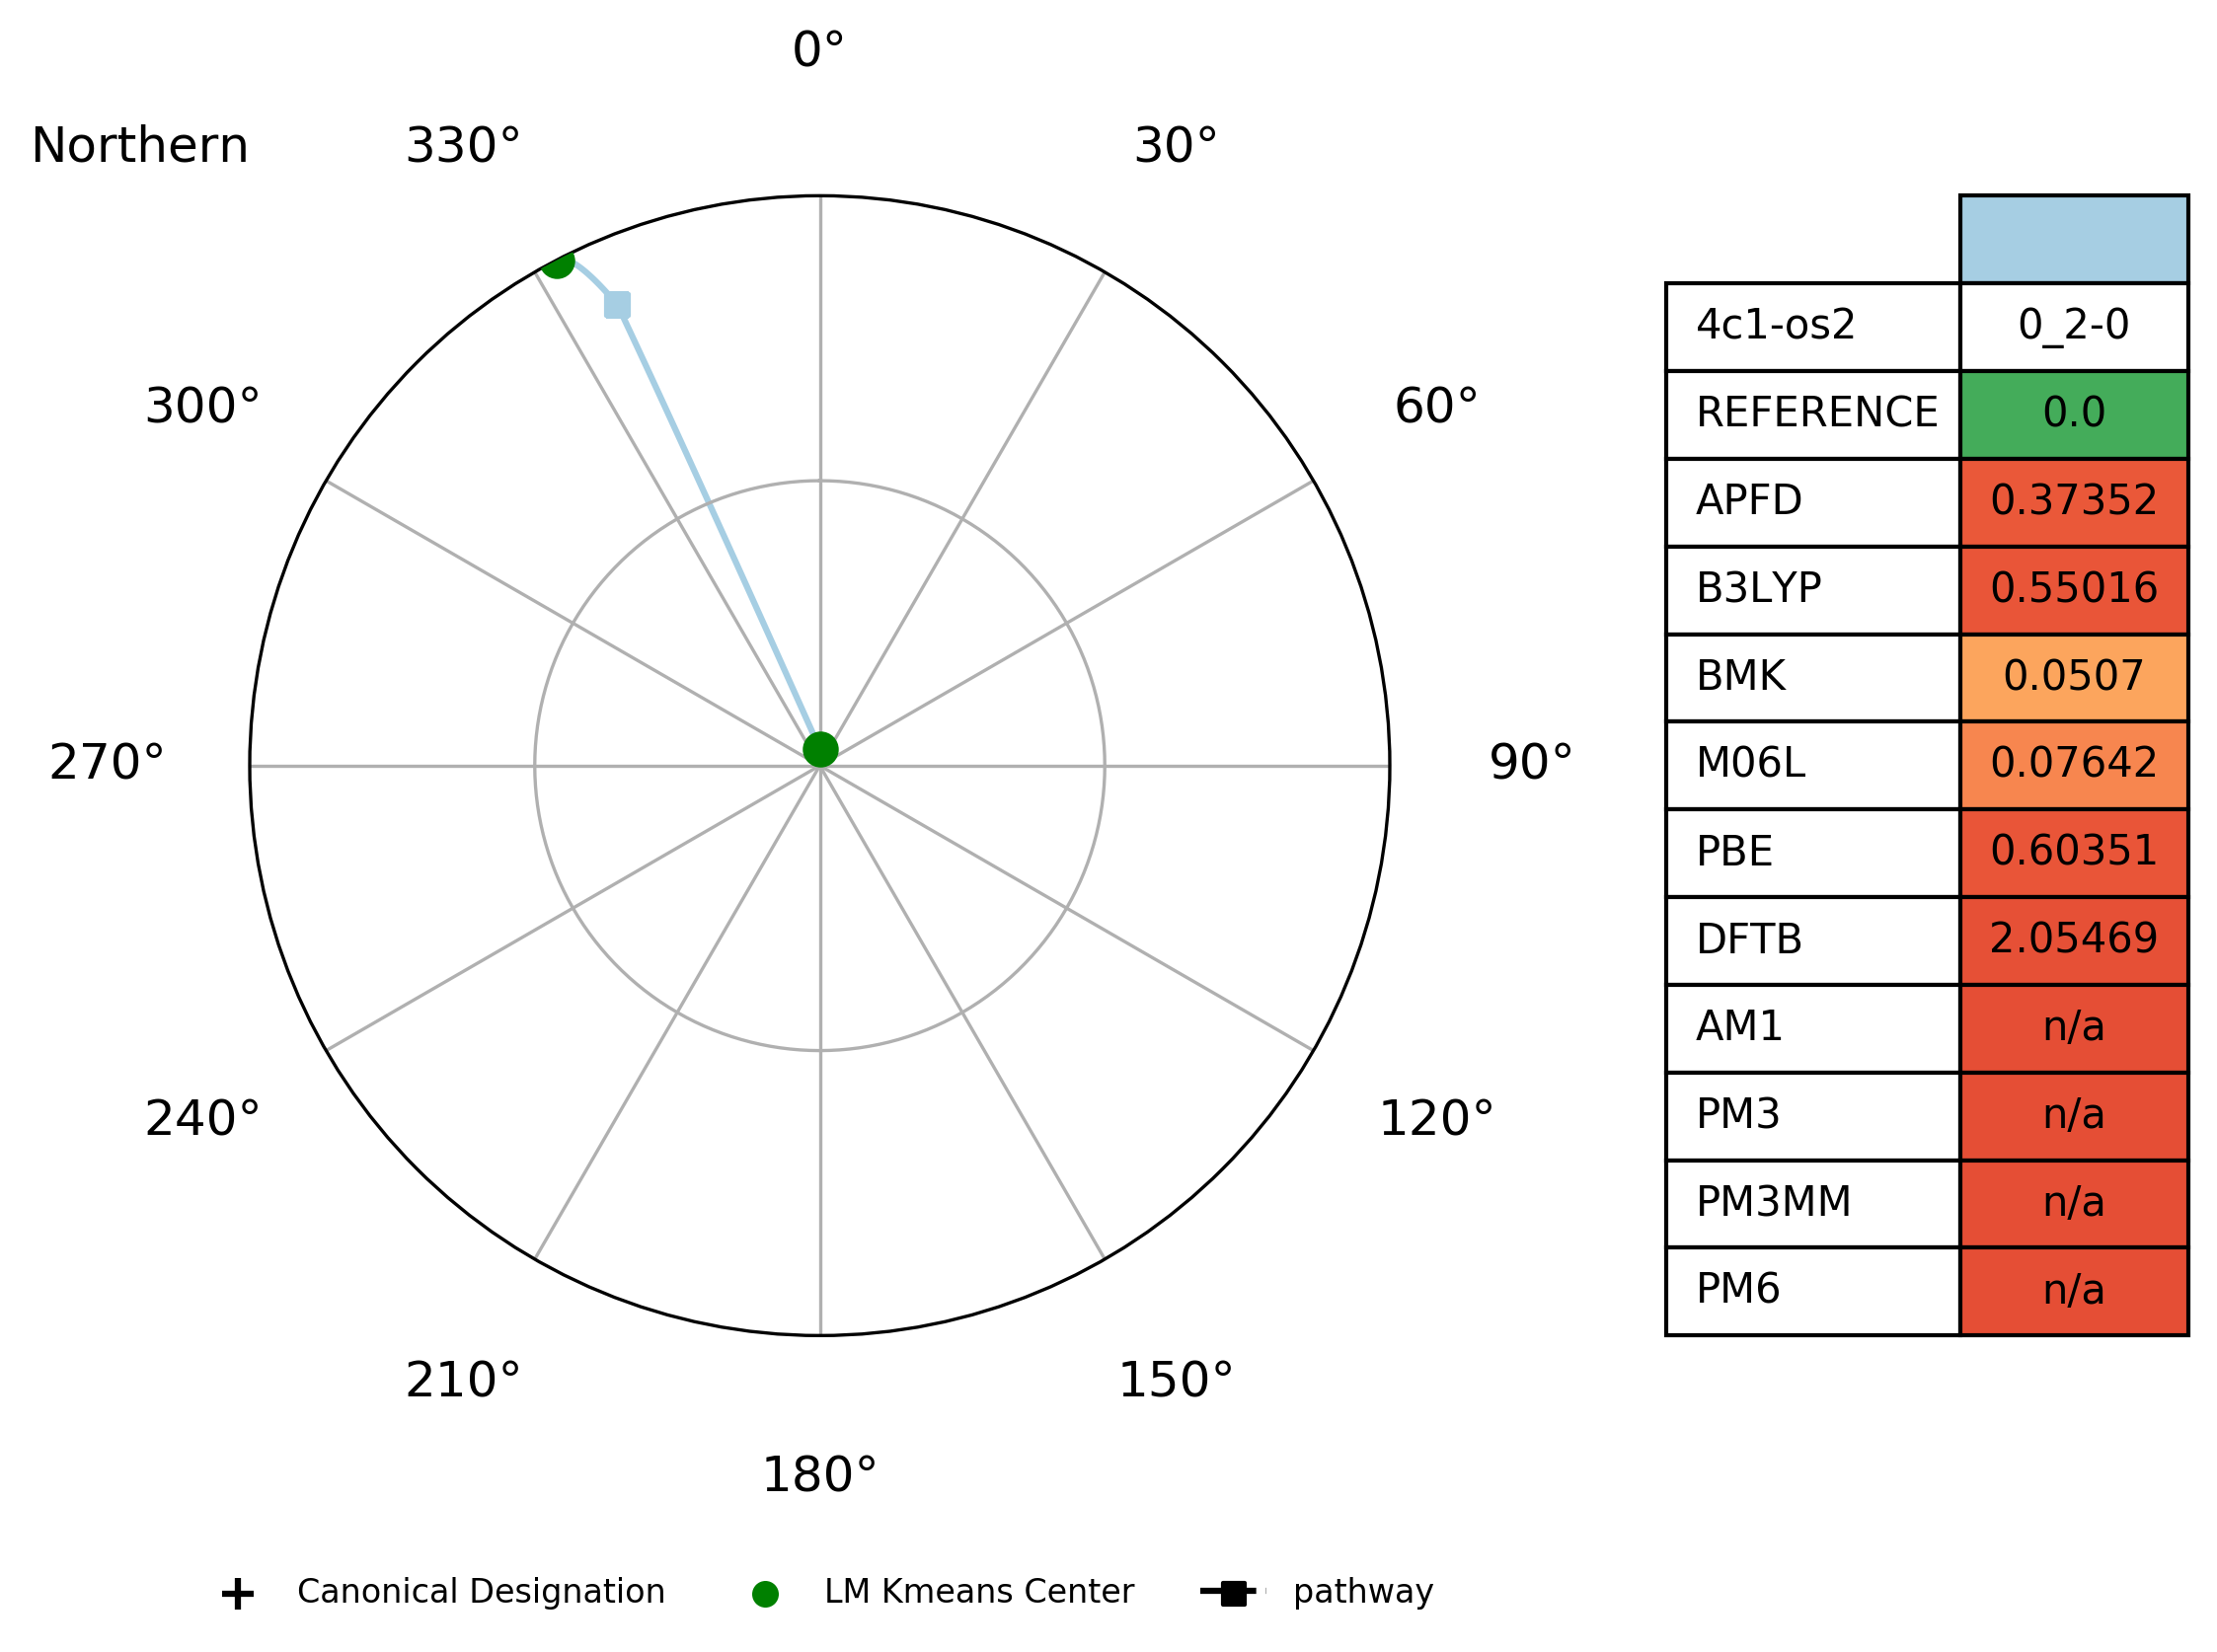 0°
Northern
330°
30°
300°
60°
270°
90°
240°
120°
210°
150°
180°
4c1-os2 0_2-0
REFERENCE 0.0
APFD 0.37352
B3LYP 0.55016
BMK 0.0507
M06L 0.07642
PBE 0.60351
DFTB 2.05469
AM1 n/a
PM3 n/a
PM3MM n/a
PM6 n/a
Canonical Designation LM Kmeans Center pathway